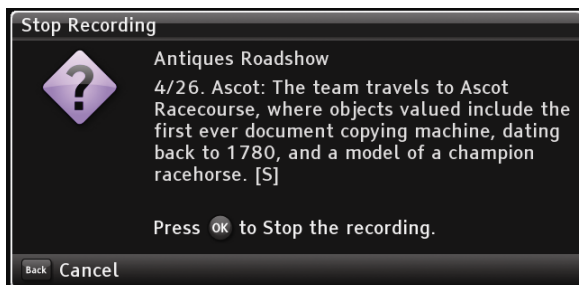 Stop Recording
?
Antiques Roadshow
4/26. Ascot: The team travels to Ascot
Racecourse, where objects valued include the
first ever document copying machine, dating
back to 1780, and a model of a champion
racehorse. [S]
Press OK to Stop the recording.
Back Cancel